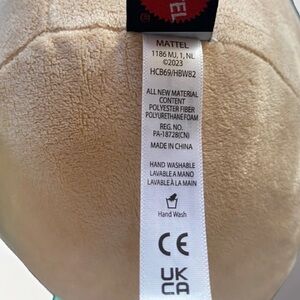 MATTEL
1186 MJ, 1, NL
©2023
HCB69/HBW82
ALL NEW MATERIAL
CONTENT
POLYESTER FIBER
POLYURETHANE FOAM
REG. NO.
PA-18728(CN)
MADE IN CHINA
HAND WASHABLE
LAVABLE A MANO
LAVABLE À LA MAIN
Hand Wash
CE
UK
CA